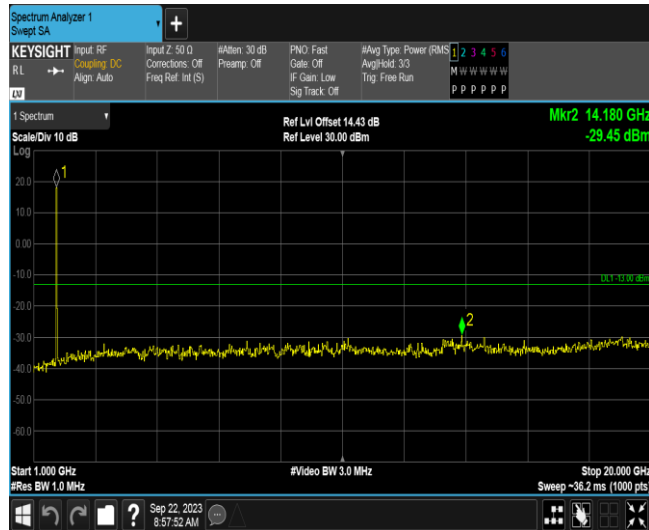 Spectrum Analyzer 1
Swept SA
+
KEYSIGHT
RL
LXI
Input: RF
Coupling: DC
Align: Auto
Input Z: 50 Ω
Corrections: Off
Freq Ref: Int (S)
#Atten: 30 dB
Preamp: Off
PNO: Fast
Gate: Off
IF Gain: Low
Sig Track: Off
#Avg Type: Power (RMS
Avg|Hold: 3/3
Trig: Free Run
1 2 3 4 5 6
M W W W W W
P P P P P P
1 Spectrum
Scale/Div 10 dB
Log
Ref Lvl Offset 14.43 dB
Ref Level 30.00 dBm
Mkr2 14.180 GHz
-29.45 dBm
20.0
10.0
0.00
-10.0
-20.0
-30.0
-40.0
-50.0
-60.0
1
2
DL1 -13.00 dBm
Start 1.000 GHz
#Res BW 1.0 MHz
#Video BW 3.0 MHz
Stop 20.000 GHz
Sweep ~36.2 ms (1000 pts)
?
Sep 22, 2023
8:57:52 AM